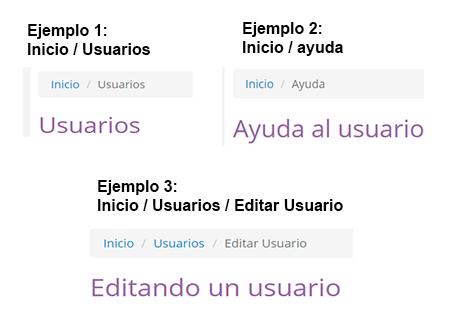 Ejemplo 1:
Inicio / Usuarios
Inicio / Usuarios
Usuarios
Ejemplo 2:
Inicio / ayuda
Inicio / Ayuda
Ayuda al usuario
Ejemplo 3:
Inicio / Usuarios / Editar Usuario
Inicio / Usuarios / Editar Usuario
Editando un usuario